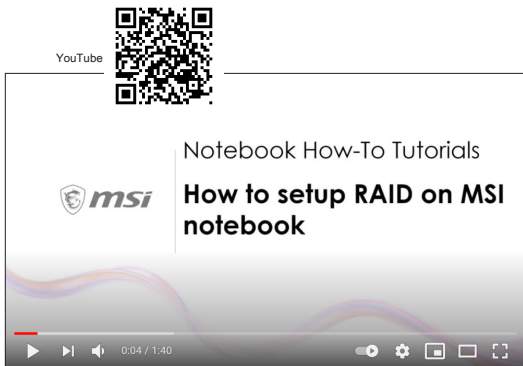 YouTube
Notebook How-To Tutorials
msi
How to setup RAID on MSI
notebook
0:04 / 1:40